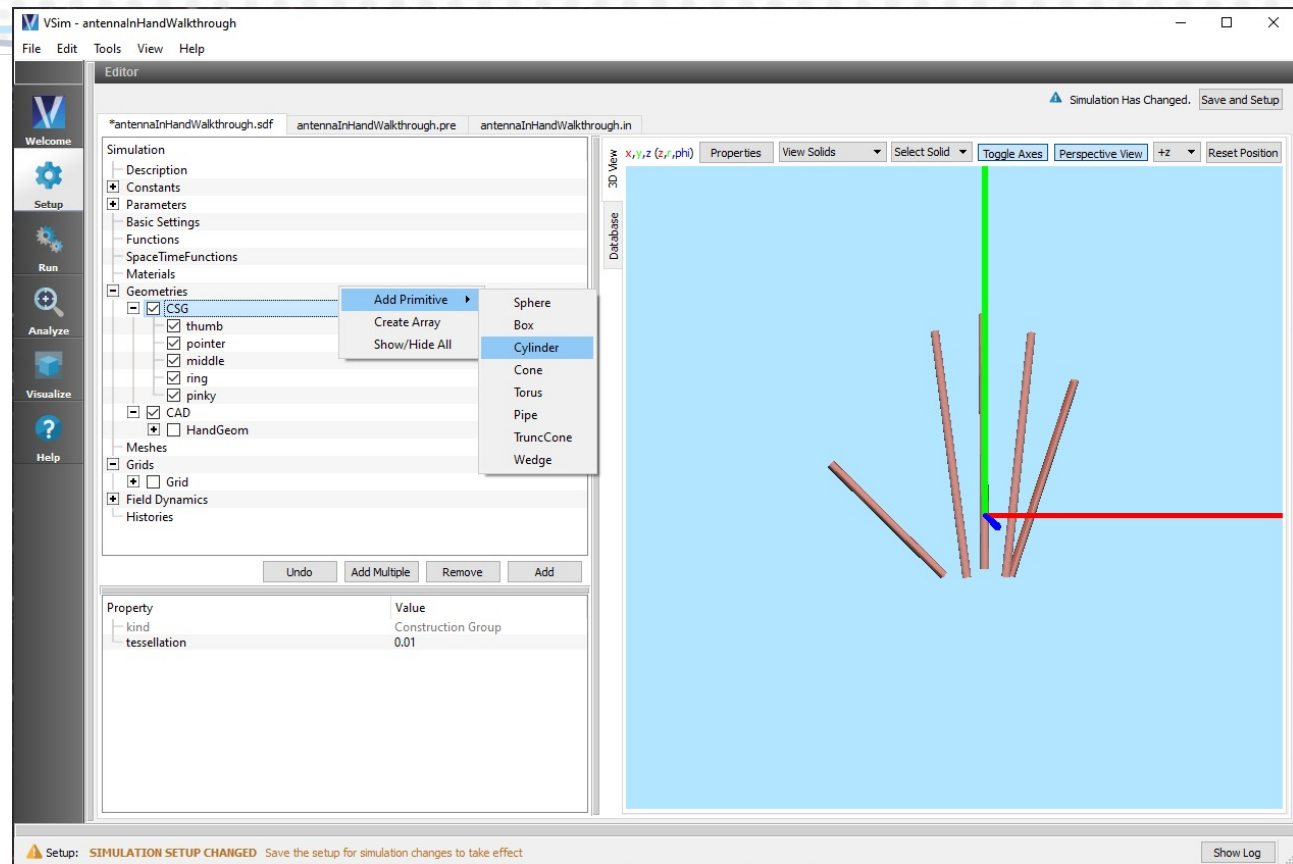 VSim - antennaInHandWalkthrough
File Edit Tools View Help
Editor
Simulation Has Changed. Save and Setup
*antennaInHandWalkthrough.sdf antennaInHandWalkthrough.pre antennaInHandWalkthrough.in
Welcome
Setup
Run
Analyze
Visualize
Help
Simulation
Description
Constants
Parameters
Basic Settings
Functions
SpaceTimeFunctions
Materials
Geometries
CSG
thumb
pointer
middle
ring
pinky
CAD
HandGeom
Meshes
Grids
Grid
Field Dynamics
Histories
Add Primitive
Create Array
Show/Hide All
Sphere
Box
Cylinder
Cone
Torus
Pipe
TruncCone
Wedge
Undo Add Multiple Remove Add
Property Value
kind Construction Group
tessellation 0.01
3D View
Database
x,y,z (z,r,phi) Properties View Solids Select Solid Toggle Axes Perspective View +z Reset Position
Setup: SIMULATION SETUP CHANGED Save the setup for simulation changes to take effect
Show Log